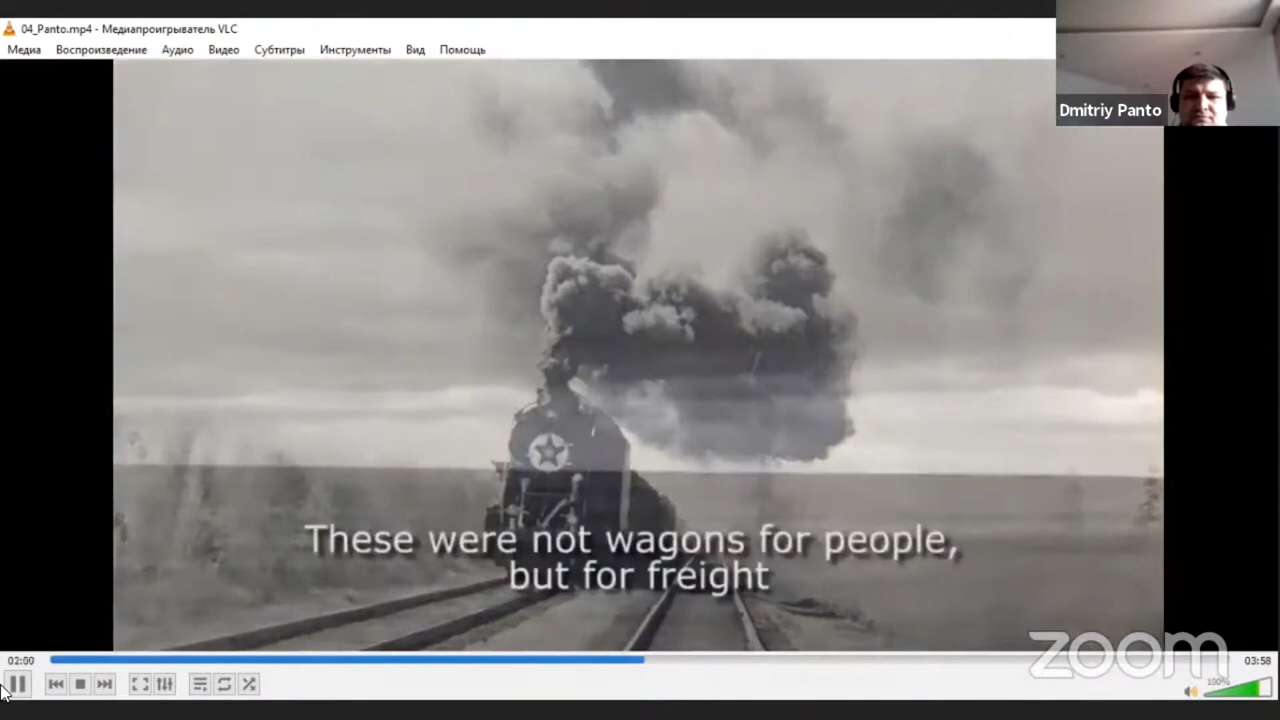 04_Panto.mp4 - Медиапроигрыватель VLC
Медиа Воспроизведение Аудио Видео Субтитры Инструменты Вид Помощь
Dmitriy Panto
These were not wagons for people,
but for freight
zoom
02:00 03:58
100%